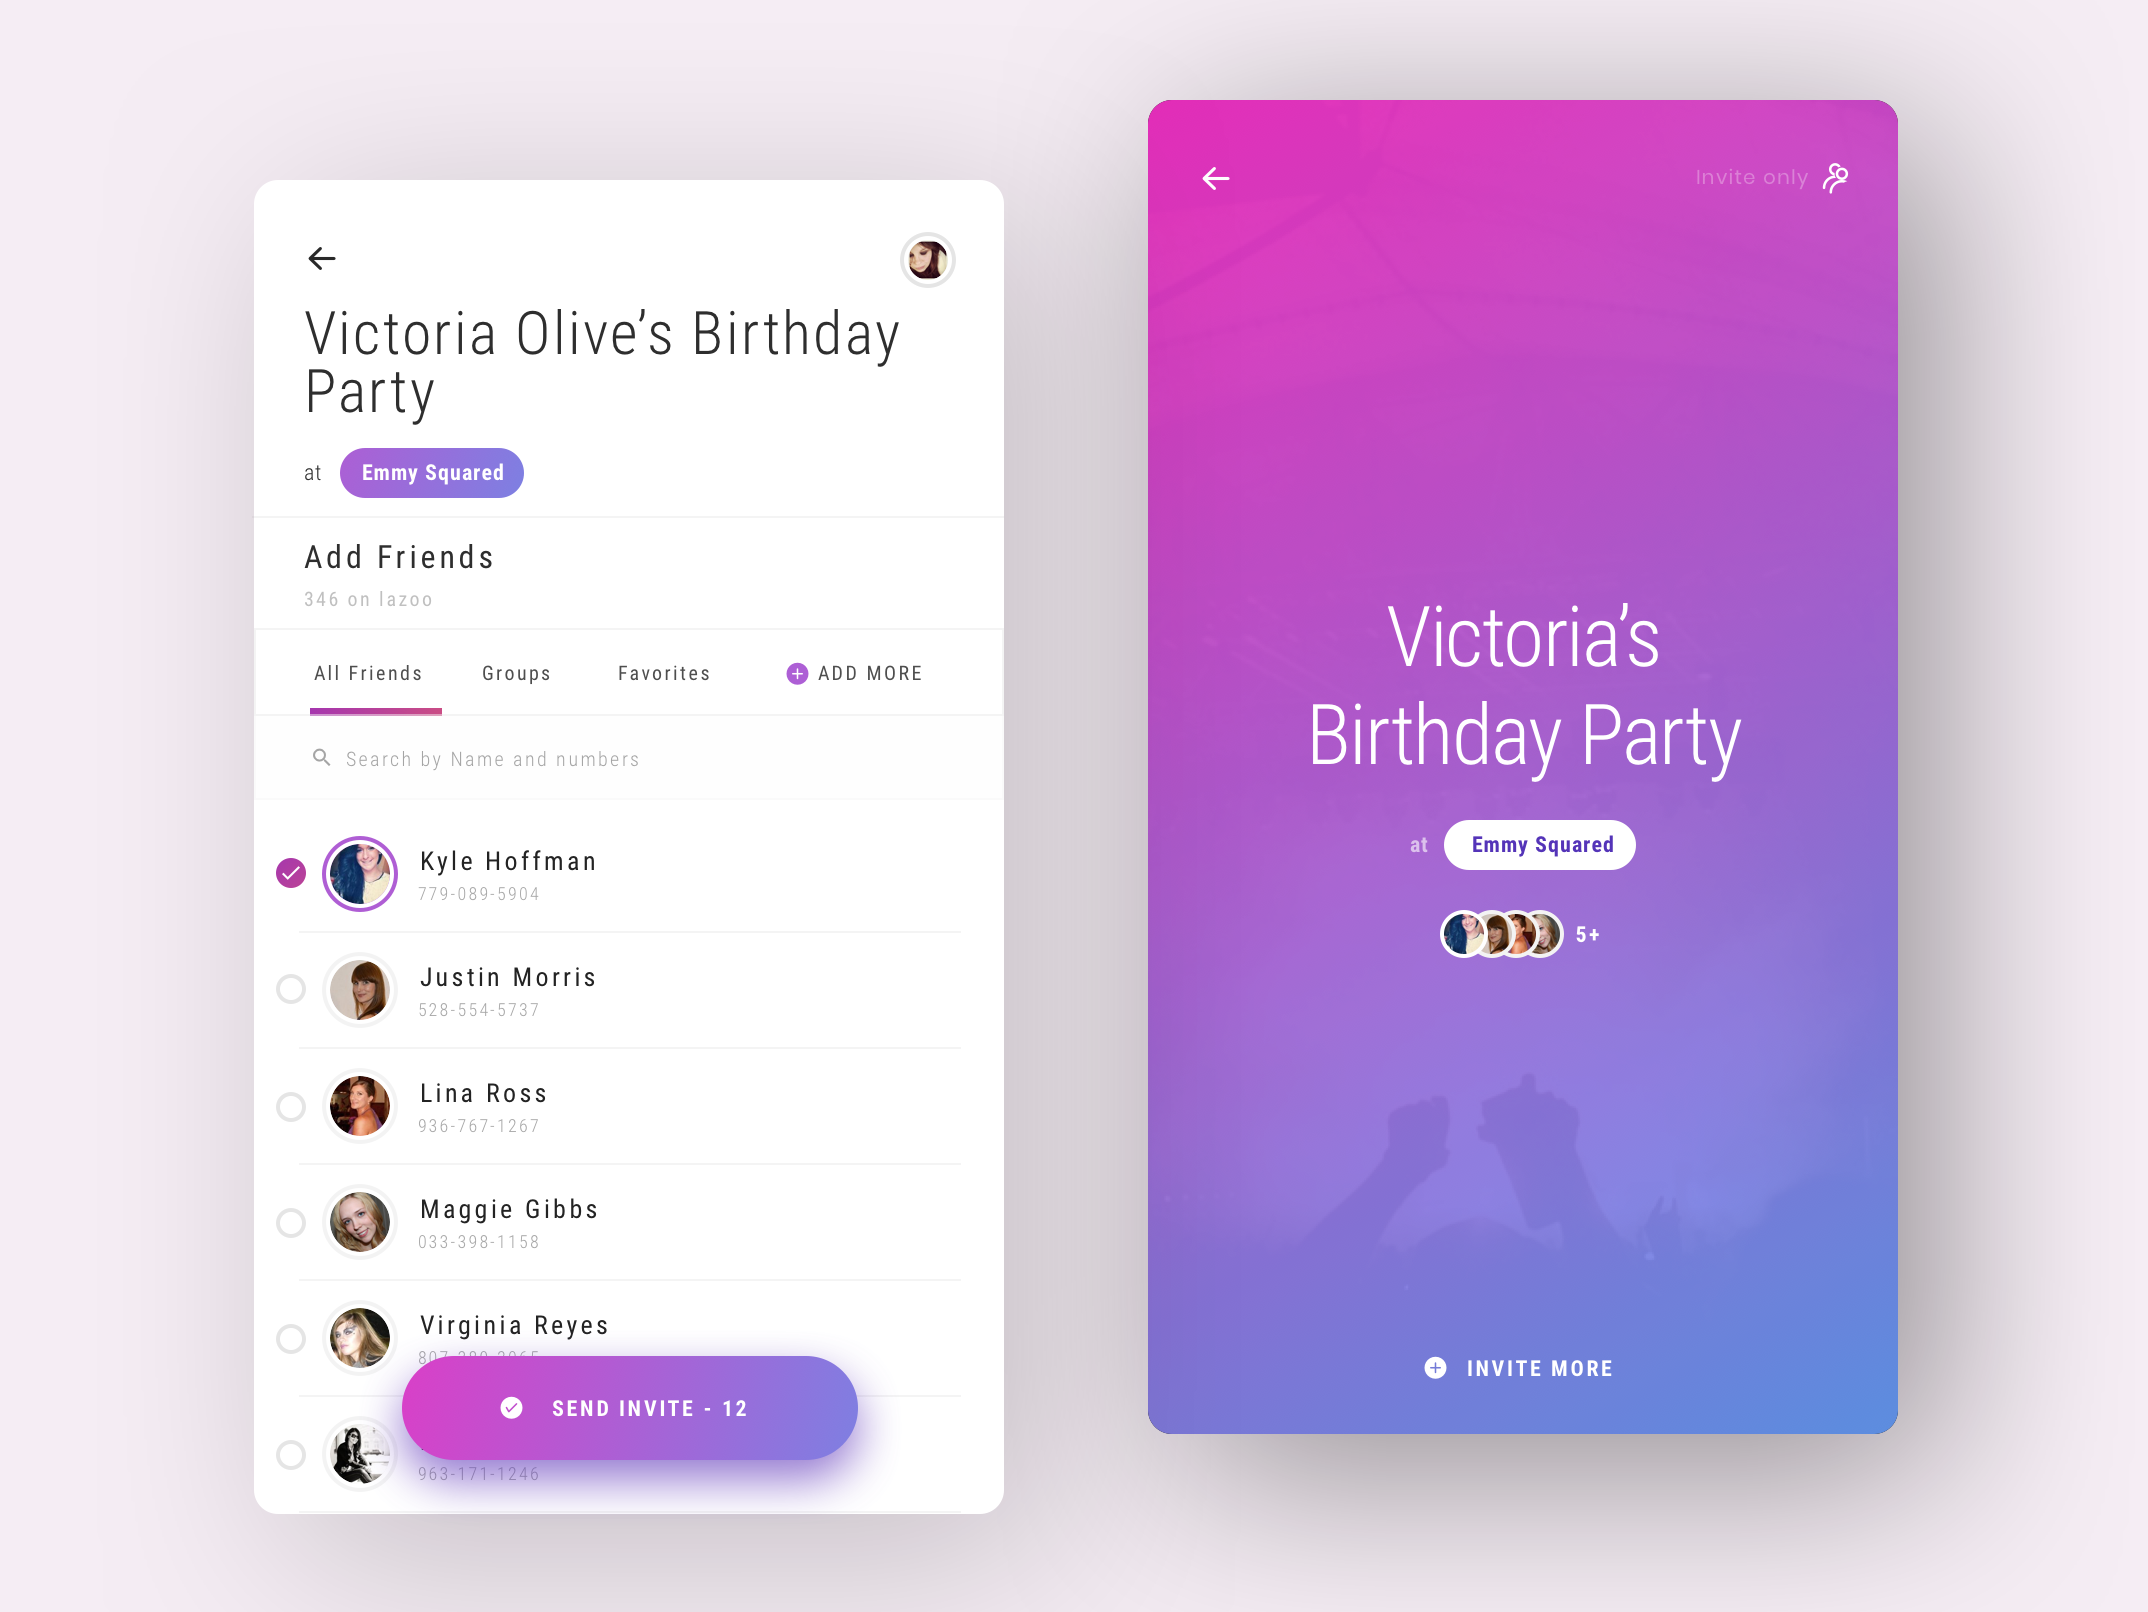 Victoria Olive’s Birthday
Party
at Emmy Squared
Add Friends
346 on lazoo
All Friends Groups Favorites ADD MORE
Search by Name and numbers
Kyle Hoffman
779-089-5904
Justin Morris
528-554-5737
Lina Ross
936-767-1267
Maggie Gibbs
033-398-1158
Virginia Reyes
SEND INVITE - 12
963-171-1246
Invite only
Victoria’s
Birthday Party
at Emmy Squared
5+
INVITE MORE